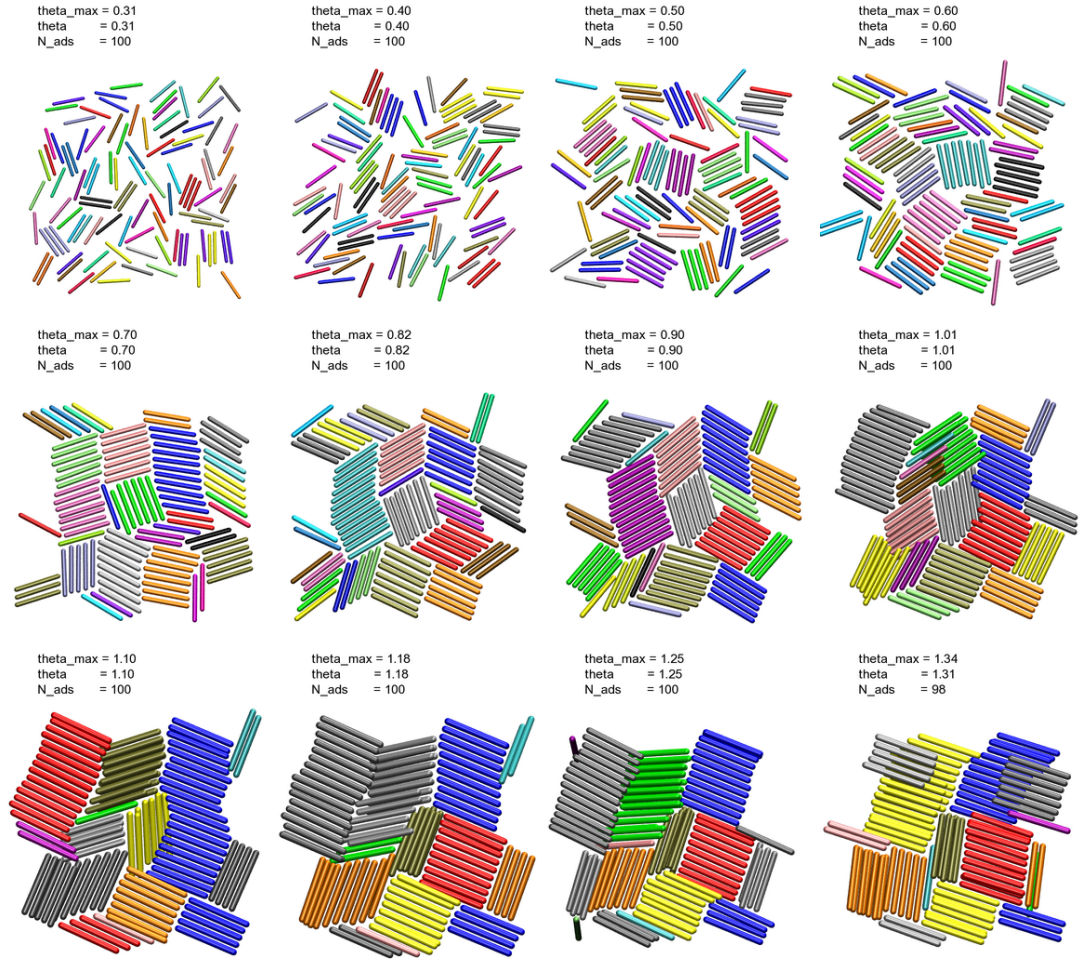 theta_max = 0.31
theta = 0.31
N_ads = 100
theta_max = 0.40
theta = 0.40
N_ads = 100
theta_max = 0.50
theta = 0.50
N_ads = 100
theta_max = 0.60
theta = 0.60
N_ads = 100
theta_max = 0.70
theta = 0.70
N_ads = 100
theta_max = 0.82
theta = 0.82
N_ads = 100
theta_max = 0.90
theta = 0.90
N_ads = 100
theta_max = 1.01
theta = 1.01
N_ads = 100
theta_max = 1.10
theta = 1.10
N_ads = 100
theta_max = 1.18
theta = 1.18
N_ads = 100
theta_max = 1.25
theta = 1.25
N_ads = 100
theta_max = 1.34
theta = 1.31
N_ads = 98